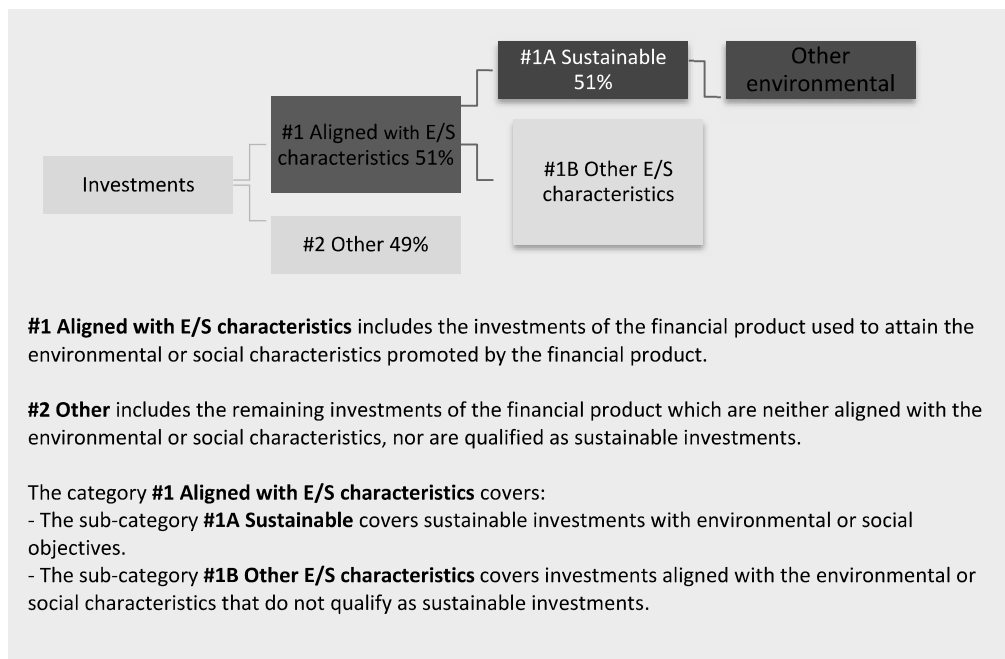 #1A Sustainable
51%
Other
environmental
#1 Aligned with E/S
characteristics 51%
#1B Other E/S
characteristics
Investments
#2 Other 49%
#1 Aligned with E/S characteristics includes the investments of the financial product used to attain the
environmental or social characteristics promoted by the financial product.
#2 Other includes the remaining investments of the financial product which are neither aligned with the
environmental or social characteristics, nor are qualified as sustainable investments.
The category #1 Aligned with E/S characteristics covers:
- The sub-category #1A Sustainable covers sustainable investments with environmental or social
objectives.
- The sub-category #1B Other E/S characteristics covers investments aligned with the environmental or
social characteristics that do not qualify as sustainable investments.